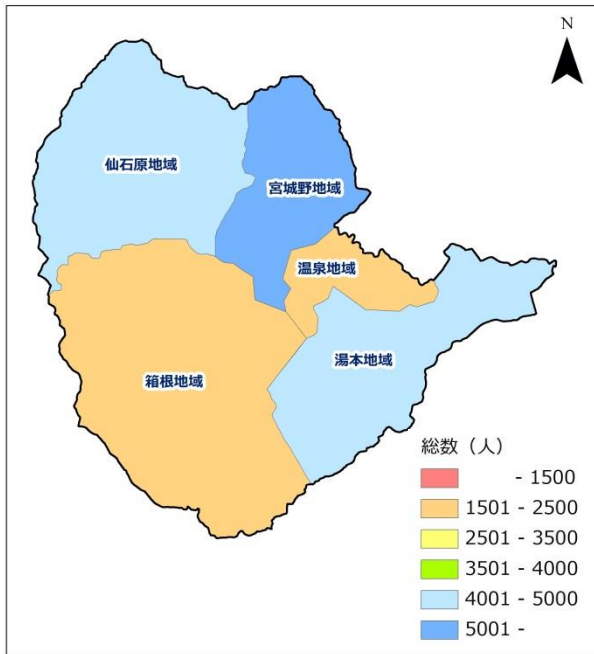 N
仙石原地域
宮城野地域
温泉地域
湯本地域
箱根地域
総数（人）
- 1500
1501 - 2500
2501 - 3500
3501 - 4000
4001 - 5000
5001 -